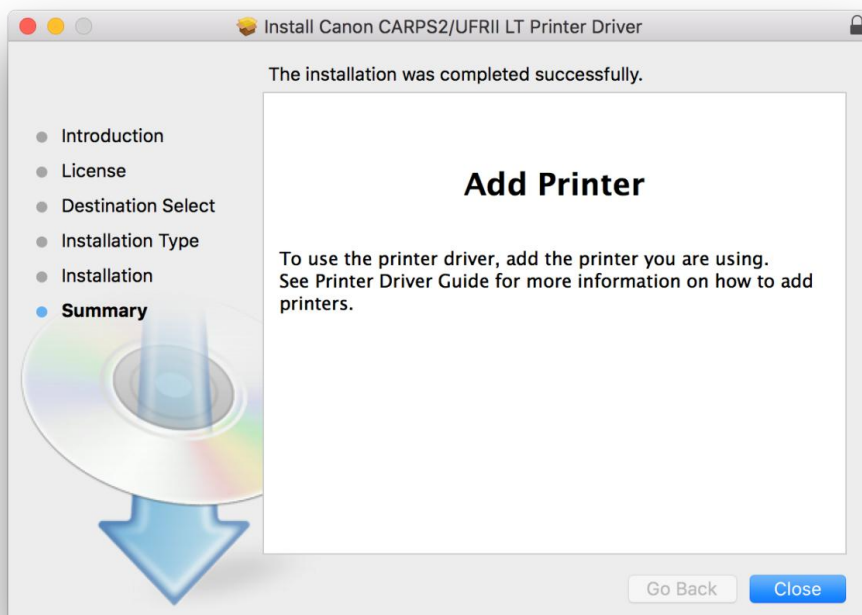 Install Canon CARPS2/UFRII LT Printer Driver
The installation was completed successfully.
Introduction
License
Destination Select
Installation Type
Installation
Summary
Add Printer
To use the printer driver, add the printer you are using.
See Printer Driver Guide for more information on how to add
printers.
Go Back
Close